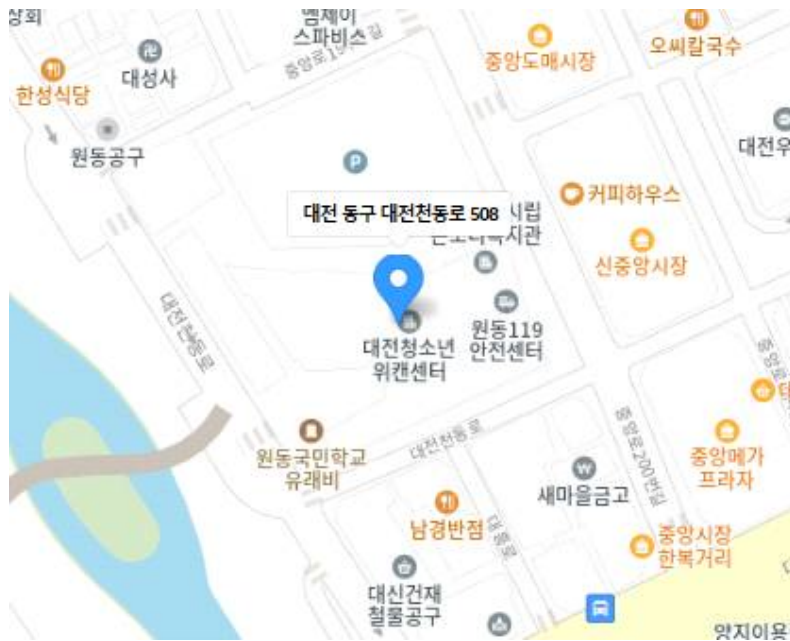 상회
엠제이
스파비스
중앙도매시장
오씨칼국수
대성사
한성식당
원동공구
P
대전우
커피하우스
대전 동구 대전천동로 508
시립
신중앙시장
원동119
안전센터
대전청소년
위캔센터
대전천동로
원동국민학교
유래비
대전천동로
중앙로200번길
중앙로
중앙메가
프라자
새마을금고
남경반점
대흥로
중앙시장
한복거리
대신건재
철물공구
양지이용